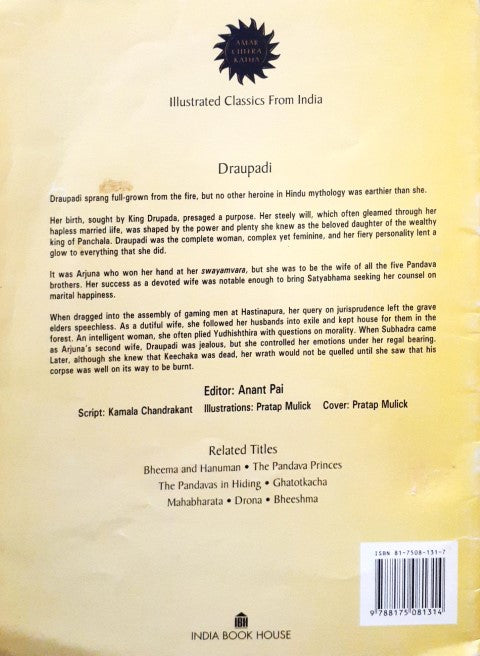 AMAR
CHITRA
KATHA
Illustrated Classics From India
Draupadi
Draupadi sprang full-grown from the fire, but no other heroine in Hindu mythology was earthier than she.
Her birth, sought by King Drupada, presaged a purpose. Her steely will, which often gleamed through her
hapless married life, was shaped by the power and plenty she knew as the beloved daughter of the wealthy
king of Panchala. Draupadi was the complete woman, complex yet feminine, and her fiery personality lent a
glow to everything that she did.
It was Arjuna who won her hand at her swayamvara, but she was to be the wife of all the five Pandava
brothers. Her success as a devoted wife was notable enough to bring Satyabhama seeking her counsel on
marital happiness.
When dragged into the assembly of gaming men at Hastinapura, her query on jurisprudence left the grave
elders speechless. As a dutiful wife, she followed her husbands into exile and kept house for them in the
forest. An intelligent woman, she often plied Yudhishthira with questions on morality. When Subhadra came
as Arjuna's second wife, Draupadi was jealous, but she controlled her emotions under her regal bearing.
Later, although she knew that Keechaka was dead, her wrath would not be quelled until she saw that his
corpse was well on its way to be burnt.
Editor: Anant Pai
Script: Kamala Chandrakant Illustrations: Pratap Mulick Cover: Pratap Mulick
Related Titles
Bheema and Hanuman • The Pandava Princes
The Pandavas in Hiding • Ghatotkacha
Mahabharata • Drona • Bheeshma
ISBN 81-7508-131-7
9 788175 081314
IBH
INDIA BOOK HOUSE